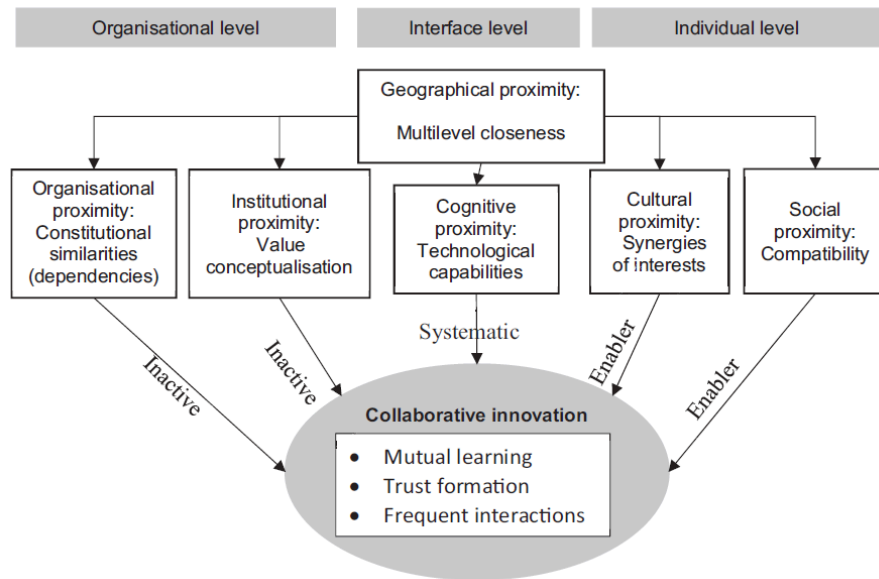 Organisational level
Interface level
Individual level
Geographical proximity:
Multilevel closeness
Organisational
proximity:
Constitutional
similarities
(dependencies)
Institutional
proximity:
Value
conceptualisation
Cognitive
proximity:
Technological
capabilities
Cultural
proximity:
Synergies
of interests
Social
proximity:
Compatibility
Inactive
Inactive
Systematic
Enabler
Enabler
Collaborative innovation
• Mutual learning
• Trust formation
• Frequent interactions